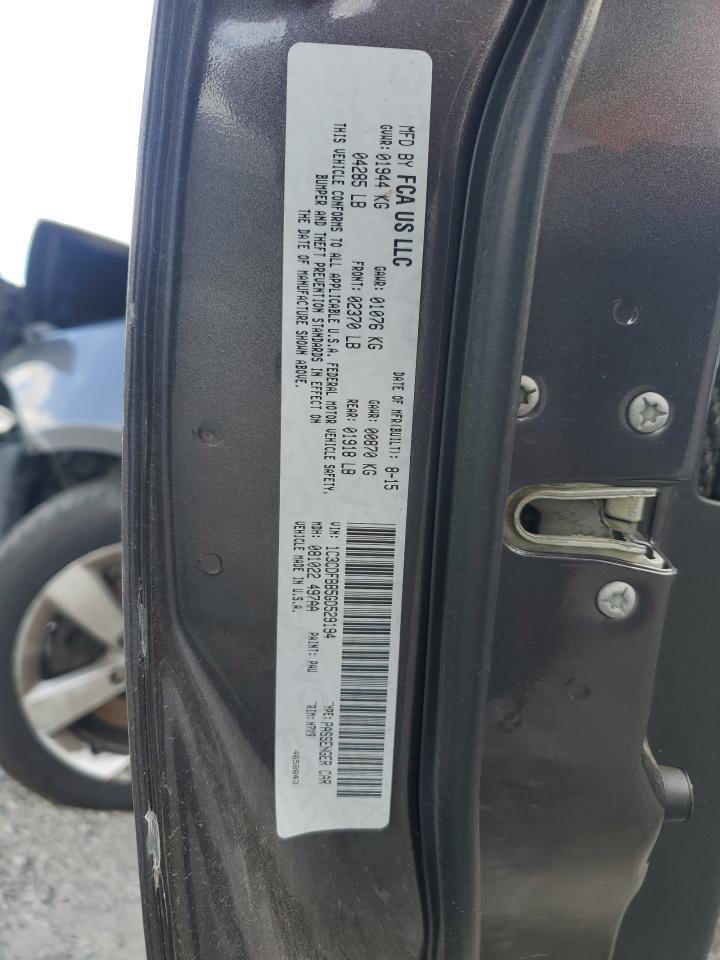 MFD BY FCA US LLC
DATE OF MFR(BUILT): 8-15
GVWR: 01944 KG
GAWR: 01076 KG
GAWR: 00870 KG
04285 LB
FRONT: 02370 LB
REAR: 01918 LB
THIS VEHICLE CONFORMS TO ALL APPLICABLE U.S.A. FEDERAL MOTOR VEHICLE SAFETY,
BUMPER AND THEFT PREVENTION STANDARDS IN EFFECT ON
THE DATE OF MANUFACTURE SHOWN ABOVE.
VIN: 1C3CDFBB5GD529194
TYPE: PASSENGER CAR
MDH: 081022 497AA
PAINT: PAU
TRIM: H7M9
VEHICLE MADE IN U.S.A.
4658843